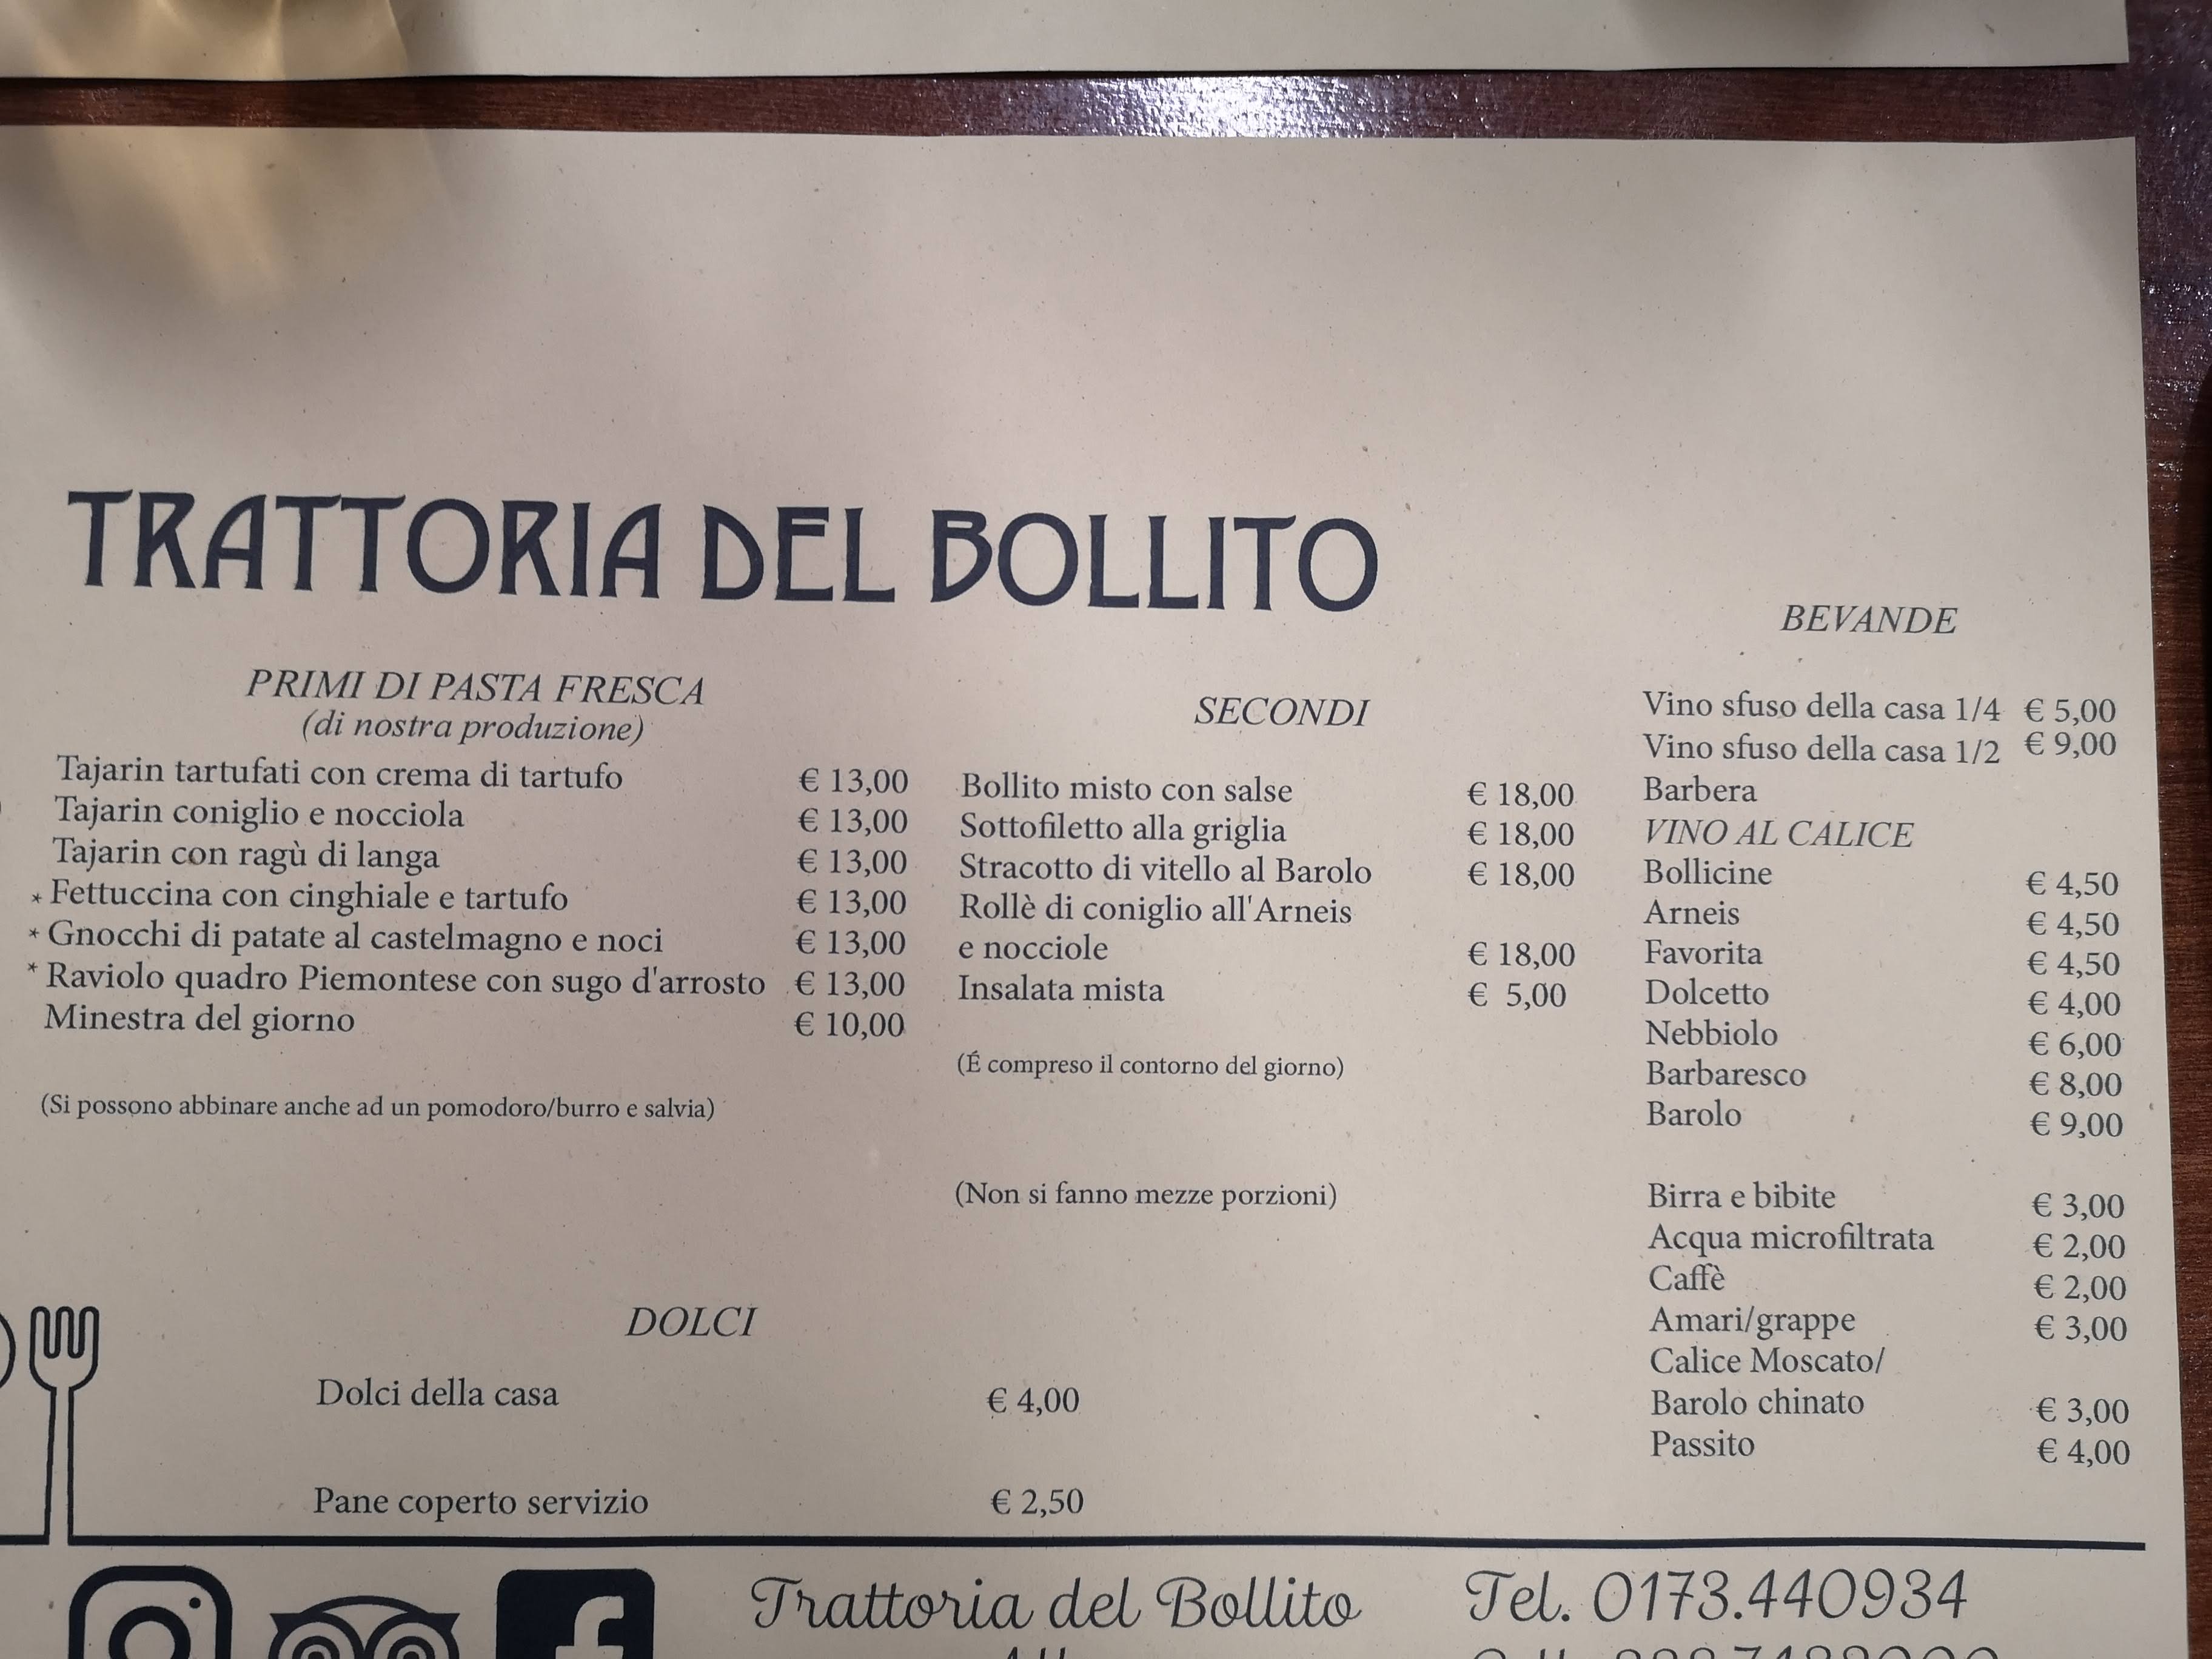 TRATTORIA DEL BOLLITO
PRIMI DI PASTA FRESCA
(di nostra produzione)
Tajarin tartufati con crema di tartufo € 13,00
Tajarin coniglio e nocciola € 13,00
Tajarin con ragù di langa € 13,00
* Fettuccina con cinghiale e tartufo € 13,00
* Gnocchi di patate al castelmagno e noci € 13,00
* Raviolo quadro Piemontese con sugo d'arrosto € 13,00
Minestra del giorno € 10,00
(Si possono abbinare anche ad un pomodoro/burro e salvia)
SECONDI
Bollito misto con salse € 18,00
Sottofiletto alla griglia € 18,00
Stracotto di vitello al Barolo € 18,00
Rollè di coniglio all'Arneis
e nocciole € 18,00
Insalata mista € 5,00
(É compreso il contorno del giorno)
(Non si fanno mezze porzioni)
BEVANDE
Vino sfuso della casa 1/4 € 5,00
Vino sfuso della casa 1/2 € 9,00
Barbera
VINO AL CALICE
Bollicine € 4,50
Arneis € 4,50
Favorita € 4,50
Dolcetto € 4,00
Nebbiolo € 6,00
Barbaresco € 8,00
Barolo € 9,00
Birra e bibite € 3,00
Acqua microfiltrata € 2,00
Caffè € 2,00
Amari/grappe € 3,00
Calice Moscato/
Barolo chinato € 3,00
Passito € 4,00
DOLCI
Dolci della casa € 4,00
Pane coperto servizio € 2,50
Trattoria del Bollito
Tel. 0173.440934